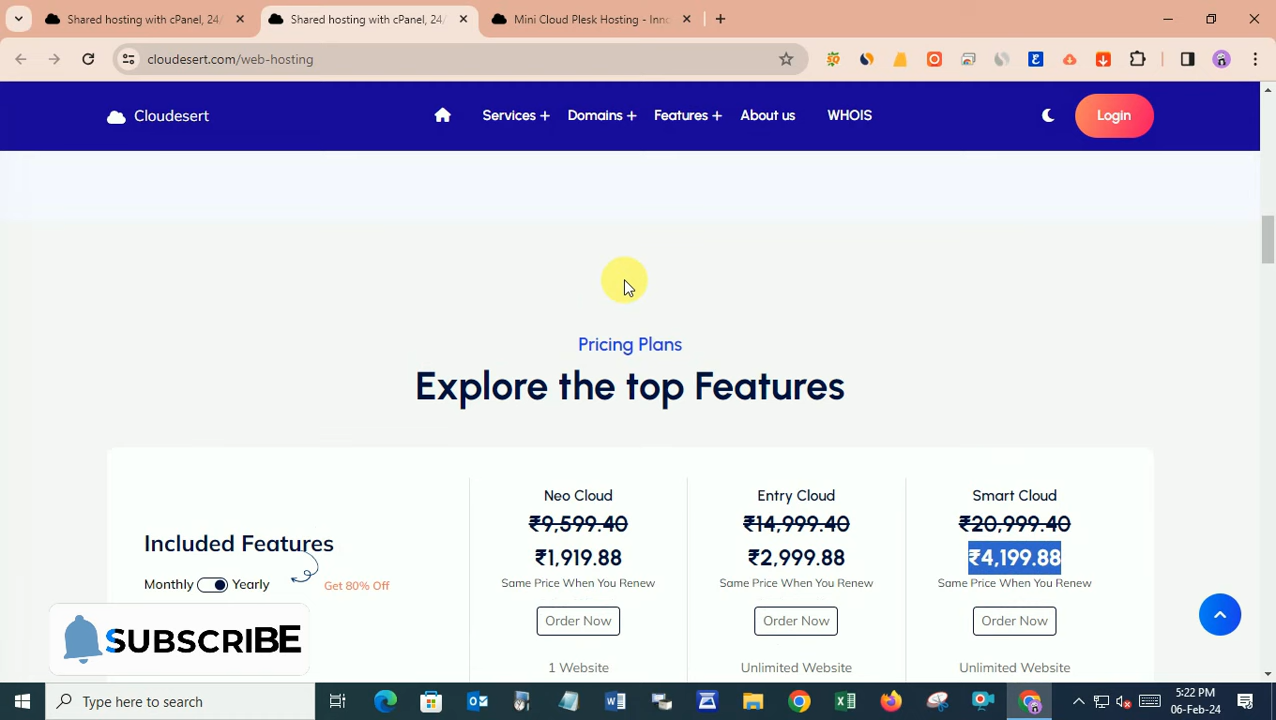 Shared hosting with cPanel, 24/
Shared hosting with cPanel, 24/
Mini Cloud Plesk Hosting - Inno
cloudesert.com/web-hosting
Cloudesert
Services +
Domains +
Features +
About us
WHOIS
Login
Pricing Plans
Explore the top Features
Neo Cloud
Entry Cloud
Smart Cloud
₹9,599.40
₹14,999.40
₹20,999.40
Included Features
₹1,919.88
₹2,999.88
₹4,199.88
Monthly
Yearly
Get 80% Off
Same Price When You Renew
Same Price When You Renew
Same Price When You Renew
Order Now
Order Now
Order Now
SUBSCRIBE
1 Website
Unlimited Website
Unlimited Website
Type here to search
5:22 PM
06-Feb-24